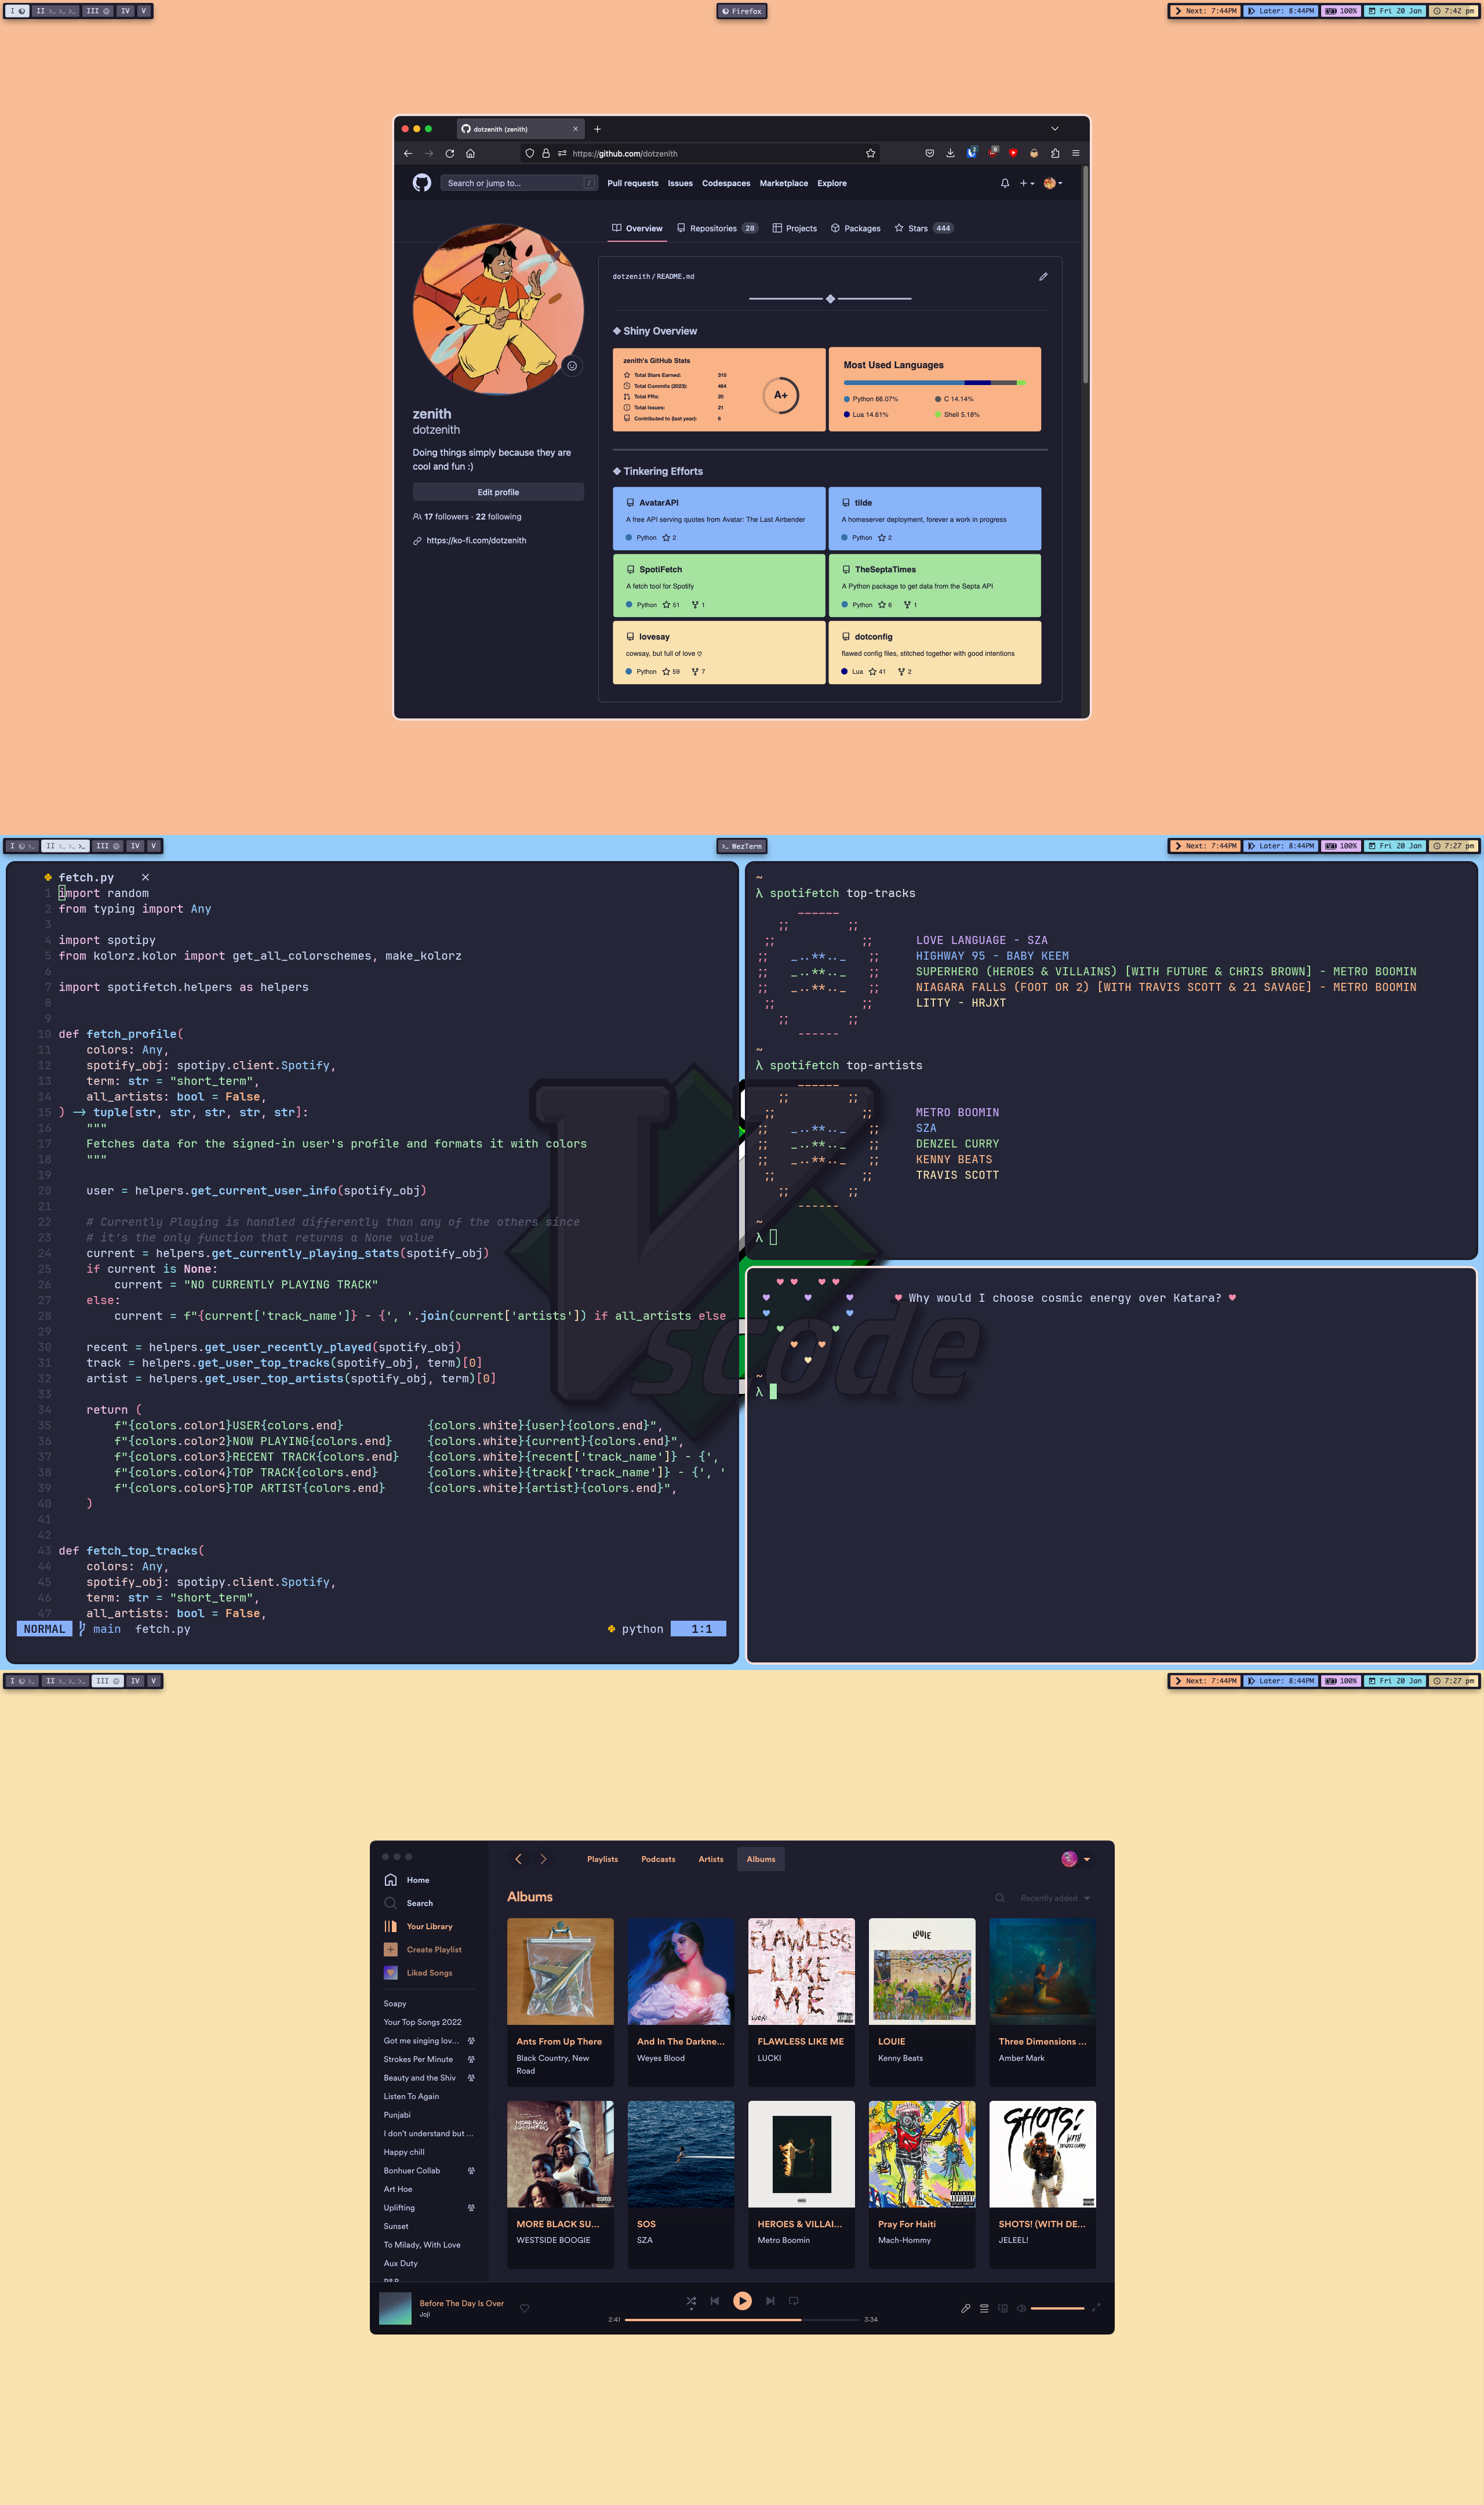 I II III IV V
Firefox
Next: 7:44PM Later: 8:44PM 100% Fri 20 Jan 7:42 pm
dotzenith (zenith)
https://github.com/dotzenith
Search or jump to... / Pull requests Issues Codespaces Marketplace Explore
Overview Repositories 28 Projects Packages Stars 444
dotzenith / README.md
Shiny Overview
zenith's GitHub Stats
Total Stars Earned: 310
Total Commits (2023): 484
Total PRs: 20
Total Issues: 21
Contributed to (last year): 6
A+
Most Used Languages
Python 66.07% C 14.14%
Lua 14.61% Shell 5.18%
zenith
dotzenith
Doing things simply because they are
cool and fun :)
Edit profile
17 followers · 22 following
https://ko-fi.com/dotzenith
Tinkering Efforts
AvatarAPI
A free API serving quotes from Avatar: The Last Airbender
Python 2
tilde
A homeserver deployment, forever a work in progress
Python 2
SpotiFetch
A fetch tool for Spotify
Python 51 1
TheSeptaTimes
A Python package to get data from the Septa API
Python 6 1
lovesay
cowsay, but full of love ♡
Python 59 7
dotconfig
flawed config files, stitched together with good intentions
Lua 41 2
I II III IV V
WezTerm
Next: 7:44PM Later: 8:44PM 100% Fri 20 Jan 7:27 pm
fetch.py ×
1 import random
2 from typing import Any
3
4 import spotipy
5 from kolorz.kolor import get_all_colorschemes, make_kolorz
6
7 import spotifetch.helpers as helpers
8
9
10 def fetch_profile(
11 colors: Any,
12 spotify_obj: spotipy.client.Spotify,
13 term: str = "short_term",
14 all_artists: bool = False,
15 ) -> tuple[str, str, str, str, str]:
16 """
17 Fetches data for the signed-in user's profile and formats it with colors
18 """
19
20 user = helpers.get_current_user_info(spotify_obj)
21
22 # Currently Playing is handled differently than any of the others since
23 # it's the only function that returns a None value
24 current = helpers.get_currently_playing_stats(spotify_obj)
25 if current is None:
26 current = "NO CURRENTLY PLAYING TRACK"
27 else:
28 current = f"{current['track_name']} - {', '.join(current['artists']) if all_artists else
29
30 recent = helpers.get_user_recently_played(spotify_obj)
31 track = helpers.get_user_top_tracks(spotify_obj, term)[0]
32 artist = helpers.get_user_top_artists(spotify_obj, term)[0]
33
34 return (
35 f"{colors.color1}USER{colors.end} {colors.white}{user}{colors.end}",
36 f"{colors.color2}NOW PLAYING{colors.end} {colors.white}{current}{colors.end}",
37 f"{colors.color3}RECENT TRACK{colors.end} {colors.white}{recent['track_name']} - {',
38 f"{colors.color4}TOP TRACK{colors.end} {colors.white}{track['track_name']} - {', '
39 f"{colors.color5}TOP ARTIST{colors.end} {colors.white}{artist}{colors.end}",
40 )
41
42
43 def fetch_top_tracks(
44 colors: Any,
45 spotify_obj: spotipy.client.Spotify,
46 term: str = "short_term",
47 all_artists: bool = False,
NORMAL main fetch.py python 1:1
~
λ spotifetch top-tracks
------
;; ;;
;; ;; LOVE LANGUAGE - SZA
;; _..**.._ ;; HIGHWAY 95 - BABY KEEM
;; _..**.._ ;; SUPERHERO (HEROES & VILLAINS) [WITH FUTURE & CHRIS BROWN] - METRO BOOMIN
;; _..**.._ ;; NIAGARA FALLS (FOOT OR 2) [WITH TRAVIS SCOTT & 21 SAVAGE] - METRO BOOMIN
;; ;; LITTY - HRJXT
;; ;;
------
~
λ spotifetch top-artists
------
;; ;;
;; ;; METRO BOOMIN
;; _..**.._ ;; SZA
;; _..**.._ ;; DENZEL CURRY
;; _..**.._ ;; KENNY BEATS
;; ;; TRAVIS SCOTT
;; ;;
------
~
λ
♥ Why would I choose cosmic energy over Katara? ♥
~
λ
V
scode
I II III IV V
Next: 7:44PM Later: 8:44PM 100% Fri 20 Jan 7:27 pm
Playlists Podcasts Artists Albums
Home
Search
Your Library
Create Playlist
Liked Songs
Soapy
Your Top Songs 2022
Got me singing lov...
Strokes Per Minute
Beauty and the Shiv
Listen To Again
Punjabi
I don't understand but ...
Happy chill
Bonhuer Collab
Art Hoe
Uplifting
Sunset
To Milady, With Love
Aux Duty
R&B
Albums
Recently added
LOUIE
FLAWLESS
LIKE
ME
LUCKI
Ants From Up There
Black Country, New
Road
And In The Darkne...
Weyes Blood
FLAWLESS LIKE ME
LUCKI
LOUIE
Kenny Beats
Three Dimensions ...
Amber Mark
SHOTS!
WITH
DENZEL CURRY
MORE BLACK SU...
WESTSIDE BOOGIE
SOS
SZA
HEROES & VILLAI...
Metro Boomin
Pray For Haiti
Mach-Hommy
SHOTS! (WITH DE...
JELEEL!
Before The Day Is Over
Joji
2:41 3:34